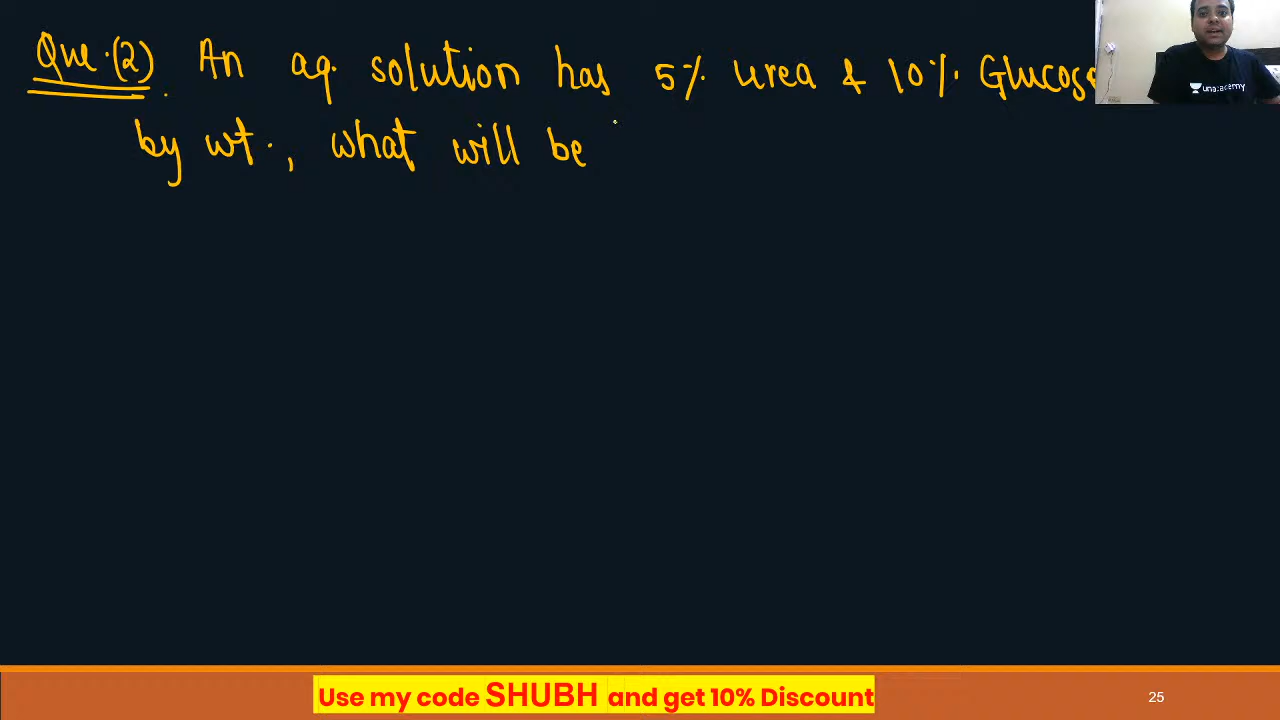 Que.(2). An aq. solution has 5% urea & 10% Glucose
by wt., what will be
unacademy
Use my code SHUBH and get 10% Discount
25